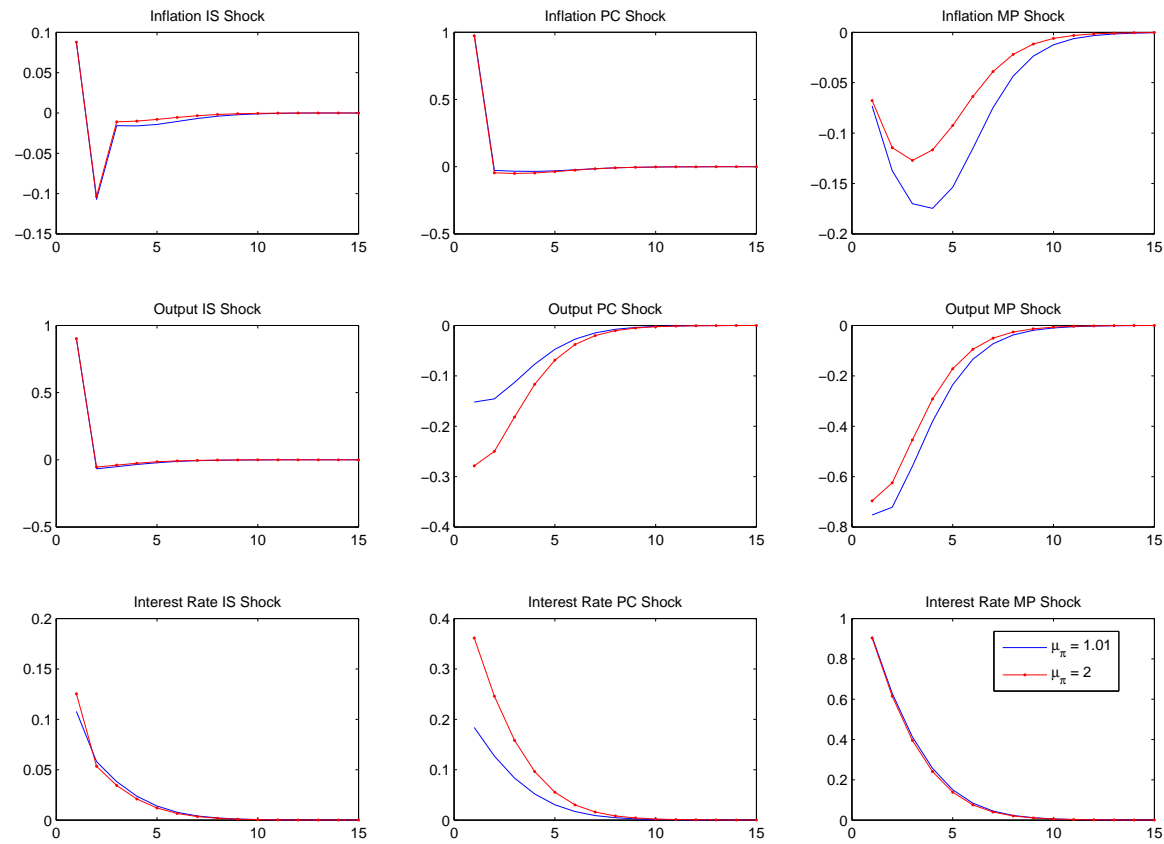 Inflation IS Shock
0.1
0.05
0
−0.05
−0.1
−0.15
0 5 10 15
Inflation PC Shock
1
0.5
0
−0.5
0 5 10 15
Inflation MP Shock
0
−0.05
−0.1
−0.15
−0.2
0 5 10 15
Output IS Shock
1
0.5
0
−0.5
0 5 10 15
Output PC Shock
0
−0.1
−0.2
−0.3
−0.4
0 5 10 15
Output MP Shock
0
−0.2
−0.4
−0.6
−0.8
0 5 10 15
Interest Rate IS Shock
0.2
0.15
0.1
0.05
0
0 5 10 15
Interest Rate PC Shock
0.4
0.3
0.2
0.1
0
0 5 10 15
Interest Rate MP Shock
1
0.8
0.6
0.4
0.2
0
0 5 10 15
μπ = 1.01
μπ = 2